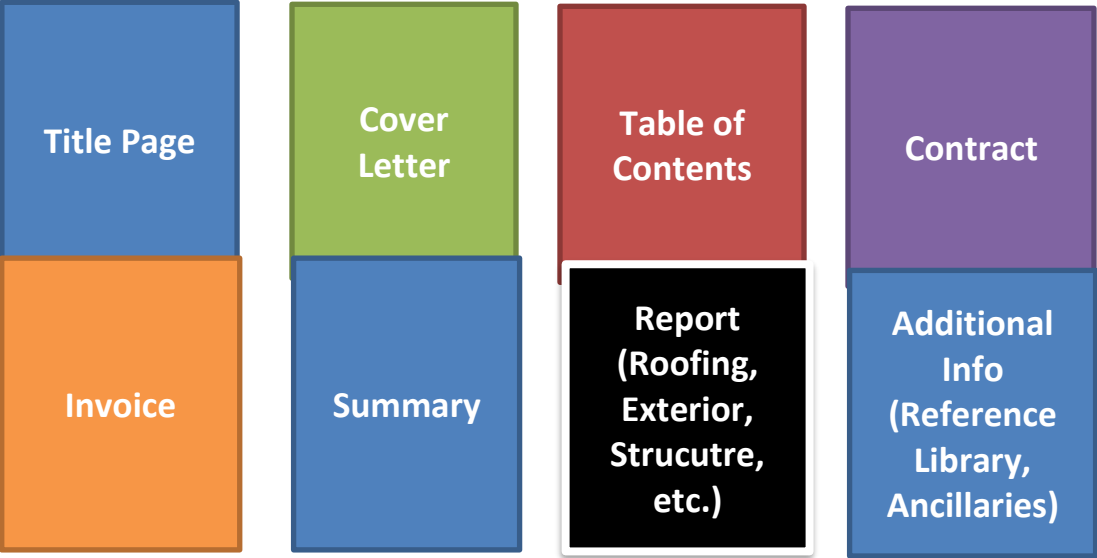 Title Page
Cover
Letter
Table of
Contents
Contract
Invoice
Summary
Report
(Roofing,
Exterior,
Strucutre,
etc.)
Additional
Info
(Reference
Library,
Ancillaries)